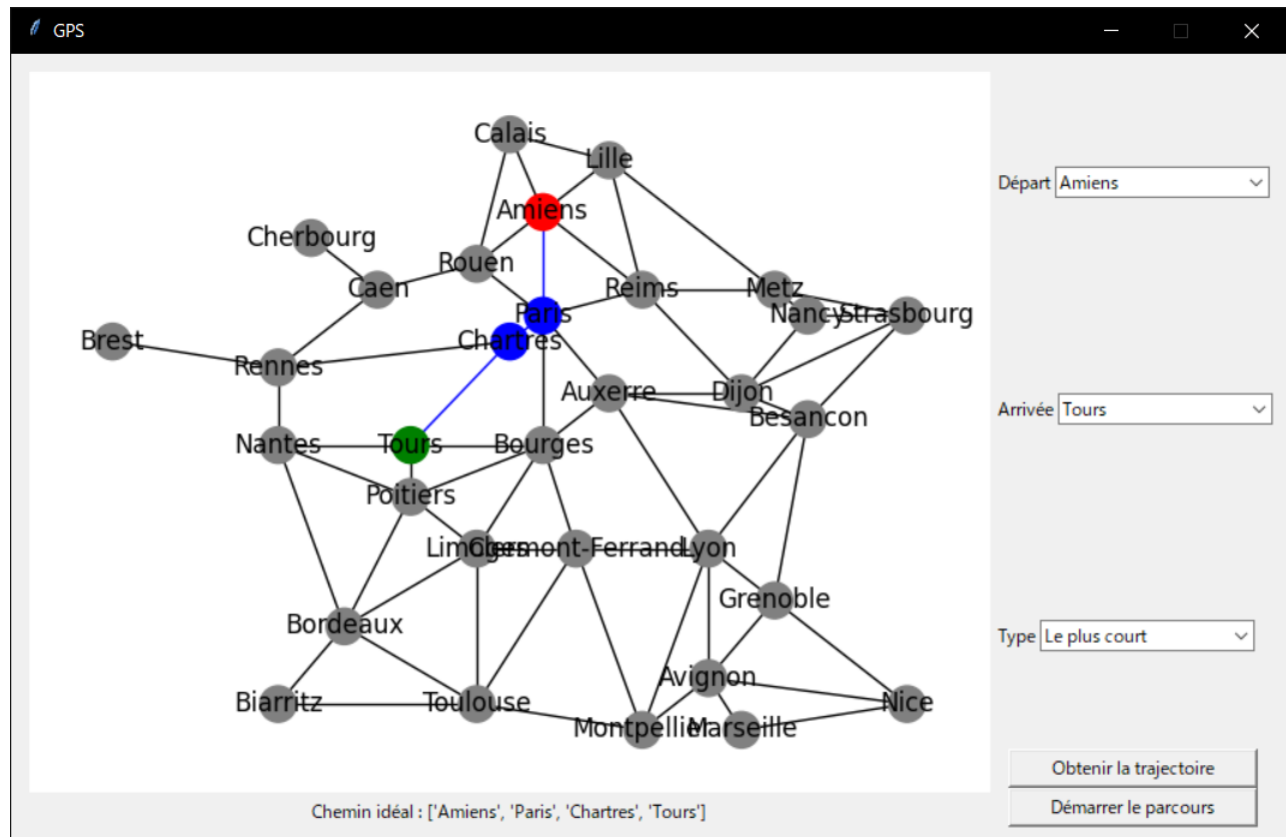 GPS
Calais
Lille
Départ Amiens
Amiens
Cherbourg
Rouen
Caen
Reims
Metz
Paris
Nancy
Strasbourg
Brest
Chartres
Rennes
Auxerre
Dijon
Besancon
Arrivée Tours
Nantes
Tours
Bourges
Poitiers
Limoges
Clermont-Ferrand
Lyon
Grenoble
Bordeaux
Type Le plus court
Avignon
Biarritz
Toulouse
Nice
Montpellier
Marseille
Obtenir la trajectoire
Démarrer le parcours
Chemin idéal : ['Amiens', 'Paris', 'Chartres', 'Tours']